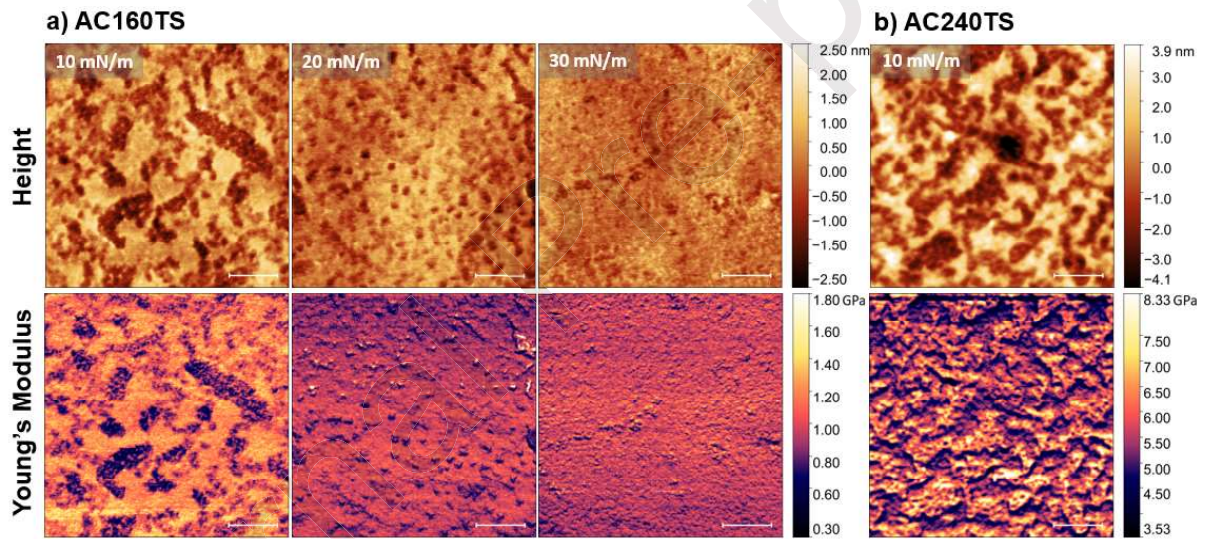 a) AC160TS
b) AC240TS
Height
10 mN/m
20 mN/m
30 mN/m
2.50 nm
2.00
1.50
1.00
0.50
0.00
−0.50
−1.00
−1.50
−2.50
10 mN/m
3.9 nm
3.0
2.0
1.0
0.0
−1.0
−2.0
−3.0
−4.1
Young's Modulus
1.80 GPa
1.60
1.40
1.20
1.00
0.80
0.60
0.30
8.33 GPa
7.50
7.00
6.50
6.00
5.50
5.00
4.50
3.53